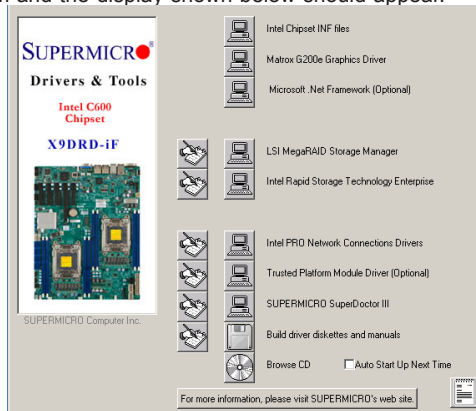 n and the display shown below should appear.
SUPERMICRO®
Drivers & Tools
Intel C600
Chipset
X9DRD-iF
SUPERMICRO Computer Inc.
Intel Chipset INF files
Matrox G200e Graphics Driver
Microsoft .Net Framework (Optional)
LSI MegaRAID Storage Manager
Intel Rapid Storage Technology Enterprise
Intel PRO Network Connections Drivers
Trusted Platform Module Driver (Optional)
SUPERMICRO SuperDoctor III
Build driver diskettes and manuals
Browse CD
Auto Start Up Next Time
For more information, please visit SUPERMICRO's web site.